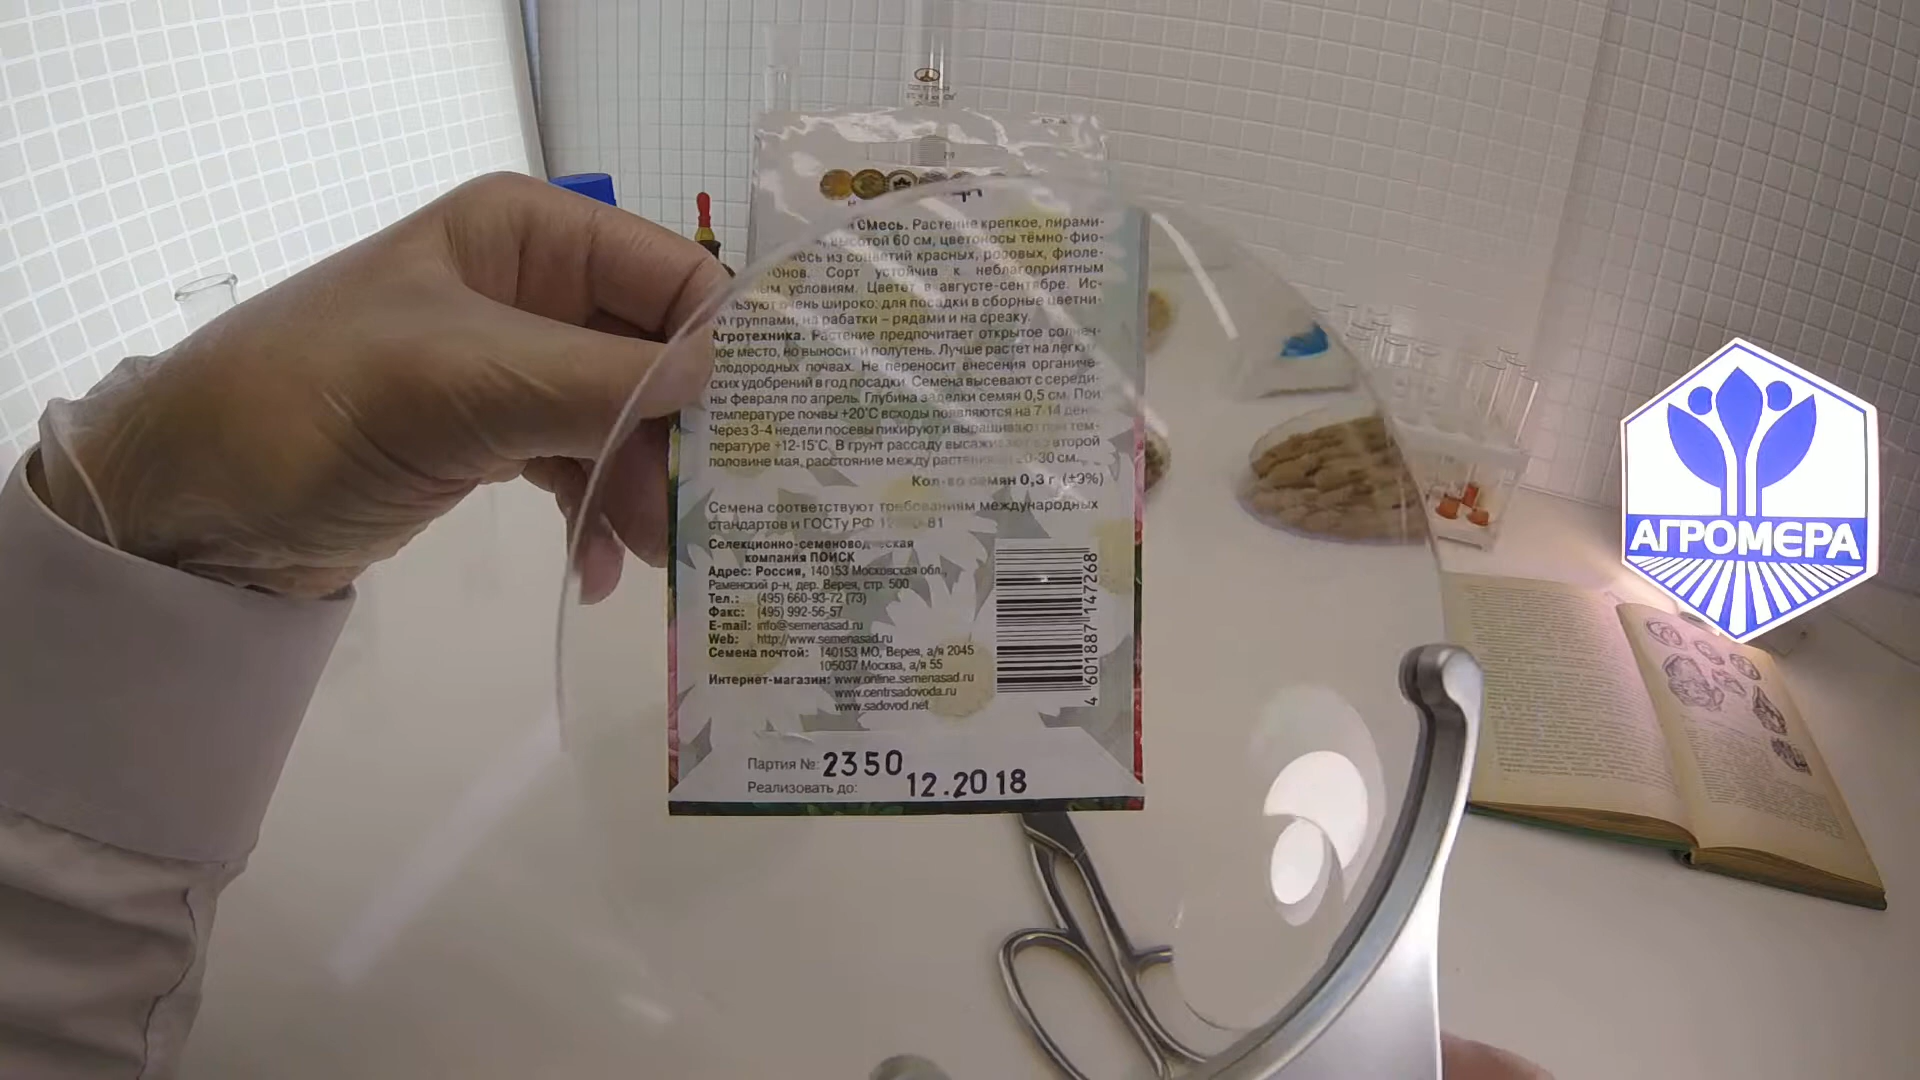 Смесь. Растение крепкое, пирами-
высотой 60 см, цветоносы тёмно-фио-
из соцветий красных, розовых, фиоле-
Сорт устойчив к неблагоприятным
условиям. Цветет в августе-сентябре. Ис-
очень широко: для посадки в сборные цветни-
группами, на рабатки – рядами и на срезку.
Агротехника. Растение предпочитает открытое солнеч-
место, но выносит и полутень. Лучше растет на легких
плодородных почвах. Не переносит внесения органиче-
ских удобрений в год посадки. Семена высевают с середи-
ны февраля по апрель. Глубина заделки семян 0,5 см. При
температуре почвы +20°С всходы появляются на 7-14 день.
Через 3-4 недели посевы пикируют и выращивают при тем-
пературе +12-15°С. В грунт рассаду высаживают во второй
половине мая, расстояние между растениями 20-30 см.
Кол-во семян 0,3 г (±9%)
Семена соответствуют требованиям международных
стандартов и ГОСТу РФ
Селекционно-семеноводческая
компания ПОИСК
Адрес: Россия, 140153 Московская обл.,
Раменский р-н, дер. Верея, стр. 500
Тел.: (495) 660-93-72 (73)
Факс: (495) 992-56-57
E-mail: info@semenasad.ru
Web: http://www.semenasad.ru
Семена почтой: 140153 МО, Верея, а/я 2045
105037 Москва, а/я 55
Интернет-магазин: www.online.semenasad.ru
www.centrsadovoda.ru
www.sadovod.net
4 601887 147268
Партия №: 2350
Реализовать до: 12.2018
АГРОМЕРА